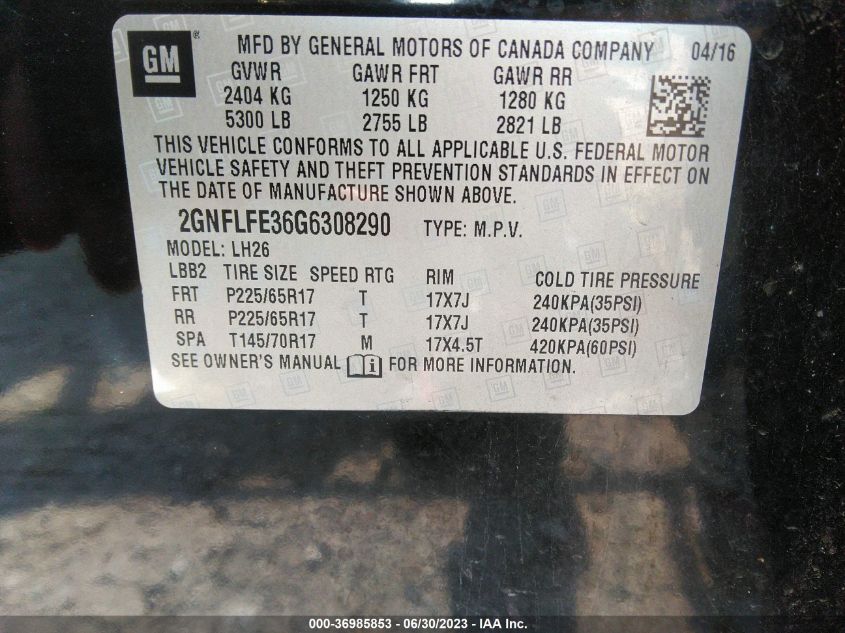 GM ® MFD BY GENERAL MOTORS OF CANADA COMPANY 04/16
GVWR GAWR FRT GAWR RR
2404 KG 1250 KG 1280 KG
5300 LB 2755 LB 2821 LB
THIS VEHICLE CONFORMS TO ALL APPLICABLE U.S. FEDERAL MOTOR
VEHICLE SAFETY AND THEFT PREVENTION STANDARDS IN EFFECT ON
THE DATE OF MANUFACTURE SHOWN ABOVE.
2GNFLFE36G6308290 TYPE: M.P.V.
MODEL: LH26
LBB2 TIRE SIZE SPEED RTG RIM COLD TIRE PRESSURE
FRT P225/65R17 T 17X7J 240KPA(35PSI)
RR P225/65R17 T 17X7J 240KPA(35PSI)
SPA T145/70R17 M 17X4.5T 420KPA(60PSI)
SEE OWNER'S MANUAL i FOR MORE INFORMATION.
000-36985853 - 06/30/2023 - IAA Inc.